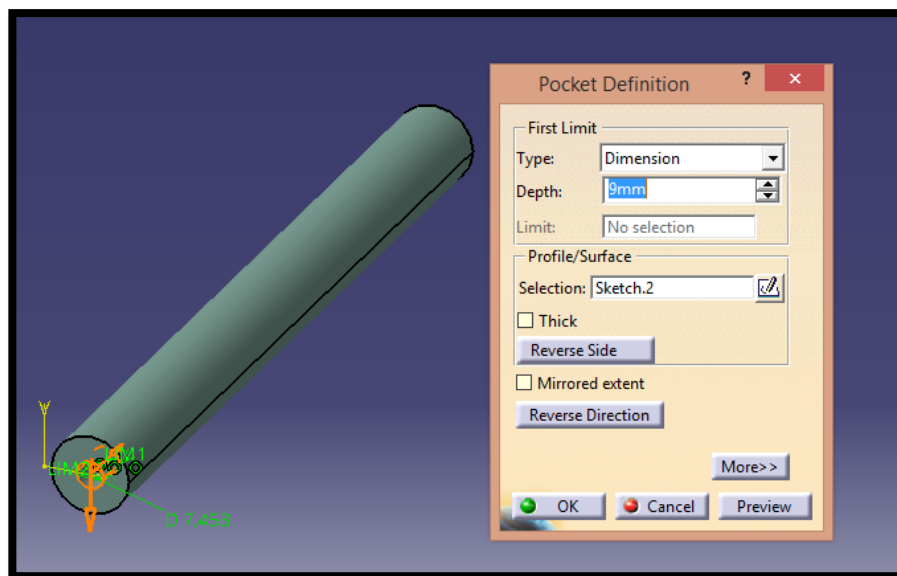 Pocket Definition ? ×
First Limit
Type: Dimension
Depth: 9mm
Limit: No selection
Profile/Surface
Selection: Sketch.2
Thick
Reverse Side
Mirrored extent
Reverse Direction
More>>
OK Cancel Preview
Y
D 7.453